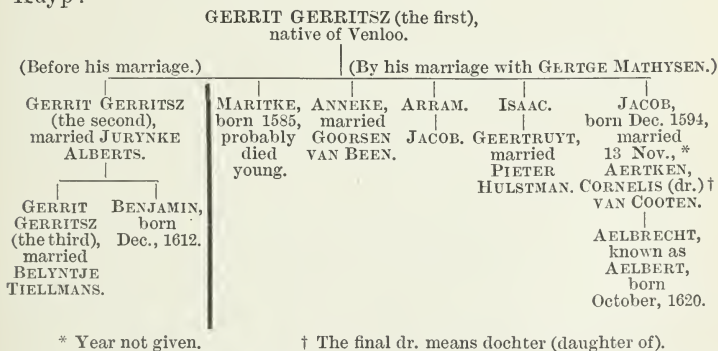 GERRIT GERRITSZ (the first),
native of Venloo.
(Before his marriage.)
(By his marriage with GERTGE MATHYSEN.)
GERRIT GERRITSZ
(the second),
married JURYNKE
ALBERTS.
GERRIT
GERRITSZ
(the third),
married
BELYNTJE
TIELLMANS.
BENJAMIN,
born
Dec., 1612.
MARITKE,
born 1585,
probably
died
young.
ANNEKE,
married
GOORSEN
VAN BEEN.
ARRAM.
JACOB.
ISAAC.
GEERTRUYT,
married
PIETER
HULSTMAN.
JACOB,
born Dec. 1594,
married
13 Nov., *
AERTKEN,
CORNELIS (dr.) †
VAN COOTEN.
AELBRECHT,
known as
AELBERT,
born
October, 1620.
* Year not given.
† The final dr. means dochter (daughter of).